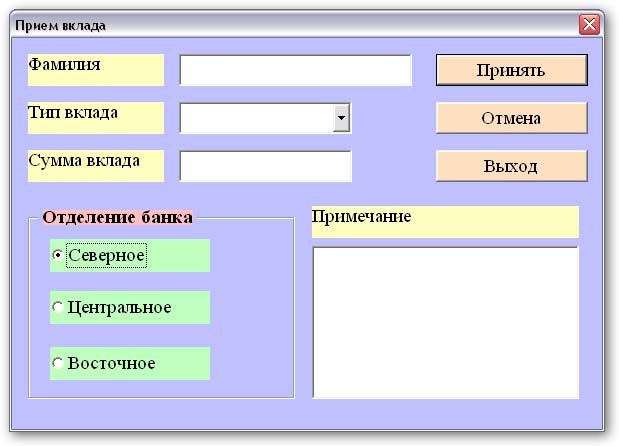 Прием вклада
Фамилия
Принять
Тип вклада
Отмена
Сумма вклада
Выход
Отделение банка
Примечание
Северное
Центральное
Восточное